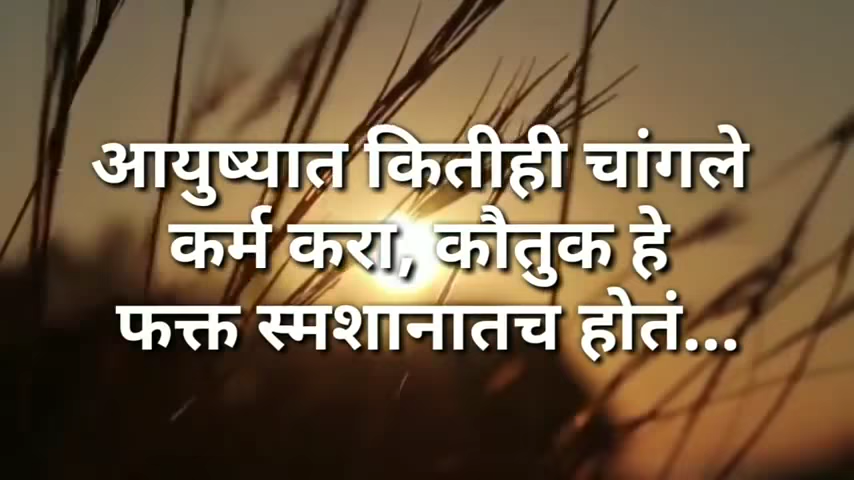 आयुष्यात कितीही चांगले
कर्म करा, कौतुक हे
फक्त स्मशानातच होतं...